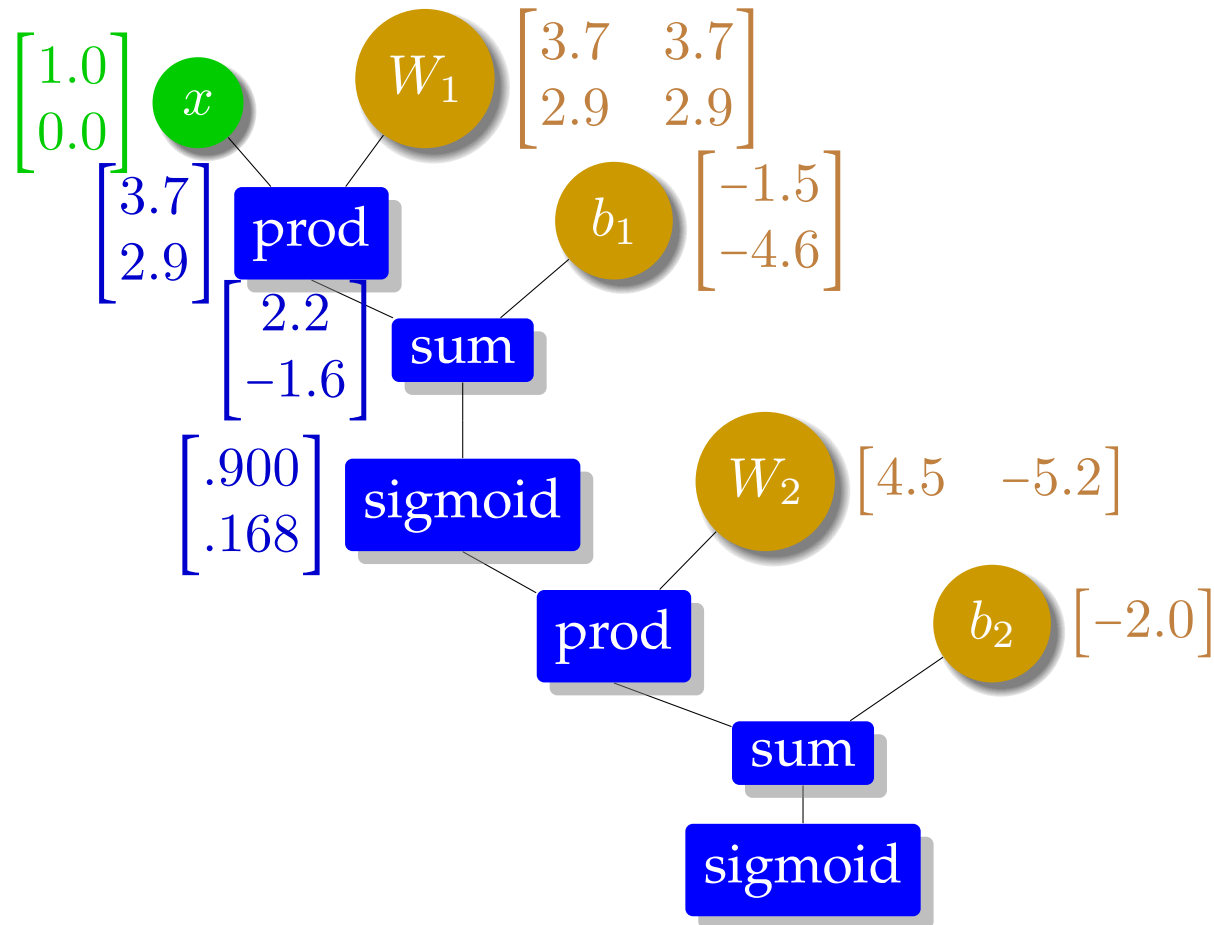 [1.0
0.0]
x
W₁
[3.7 3.7
2.9 2.9]
[3.7
2.9]
prod
b₁
[−1.5
−4.6]
[2.2
−1.6]
sum
[.900
.168]
sigmoid
W₂
[4.5 −5.2]
prod
b₂
[−2.0]
sum
sigmoid